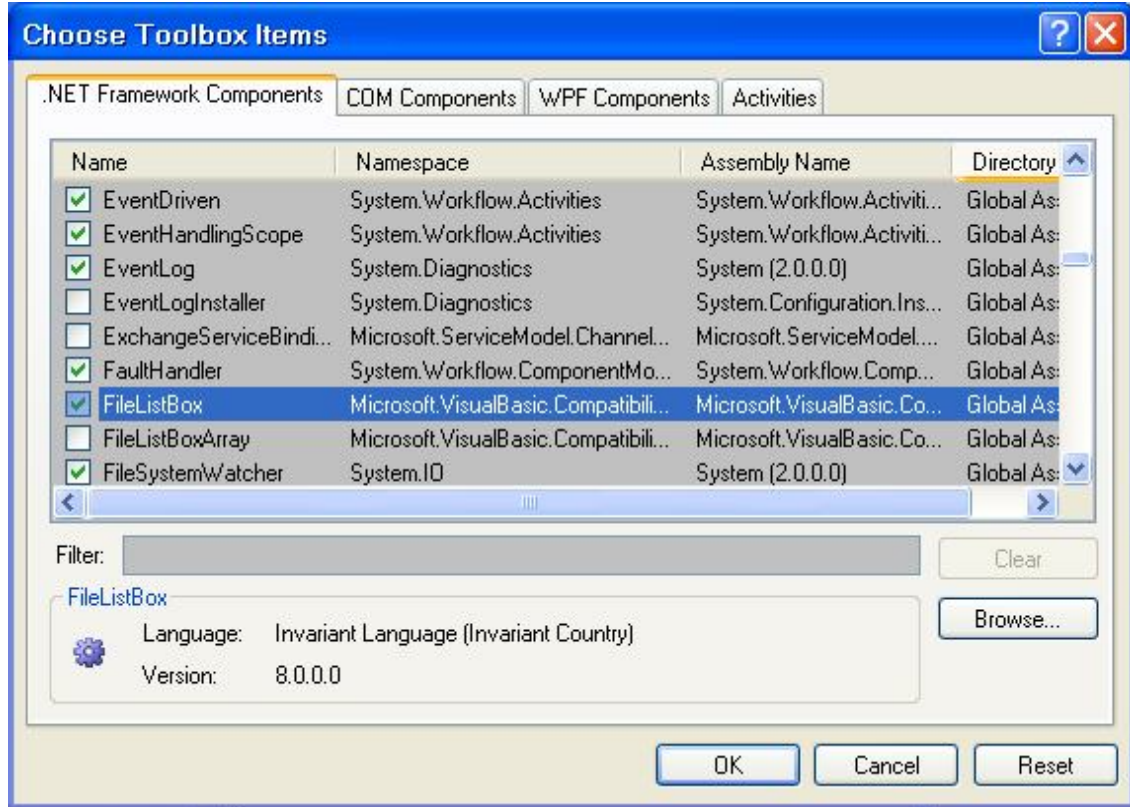 Choose Toolbox Items
.NET Framework Components COM Components WPF Components Activities
Name Namespace Assembly Name Directory
EventDriven System.Workflow.Activities System.Workflow.Activiti... Global As
EventHandlingScope System.Workflow.Activities System.Workflow.Activiti... Global As
EventLog System.Diagnostics System (2.0.0.0) Global As
EventLogInstaller System.Diagnostics System.Configuration.Ins... Global As
ExchangeServiceBindi... Microsoft.ServiceModel.Channel... Microsoft.ServiceModel.... Global As
FaultHandler System.Workflow.ComponentMo... System.Workflow.Comp... Global As
FileListBox Microsoft.VisualBasic.Compatibili... Microsoft.VisualBasic.Co... Global As
FileListBoxArray Microsoft.VisualBasic.Compatibili... Microsoft.VisualBasic.Co... Global As
FileSystemWatcher System.IO System (2.0.0.0) Global As
Filter: Clear
FileListBox
Browse...
Language: Invariant Language (Invariant Country)
Version: 8.0.0.0
OK Cancel Reset